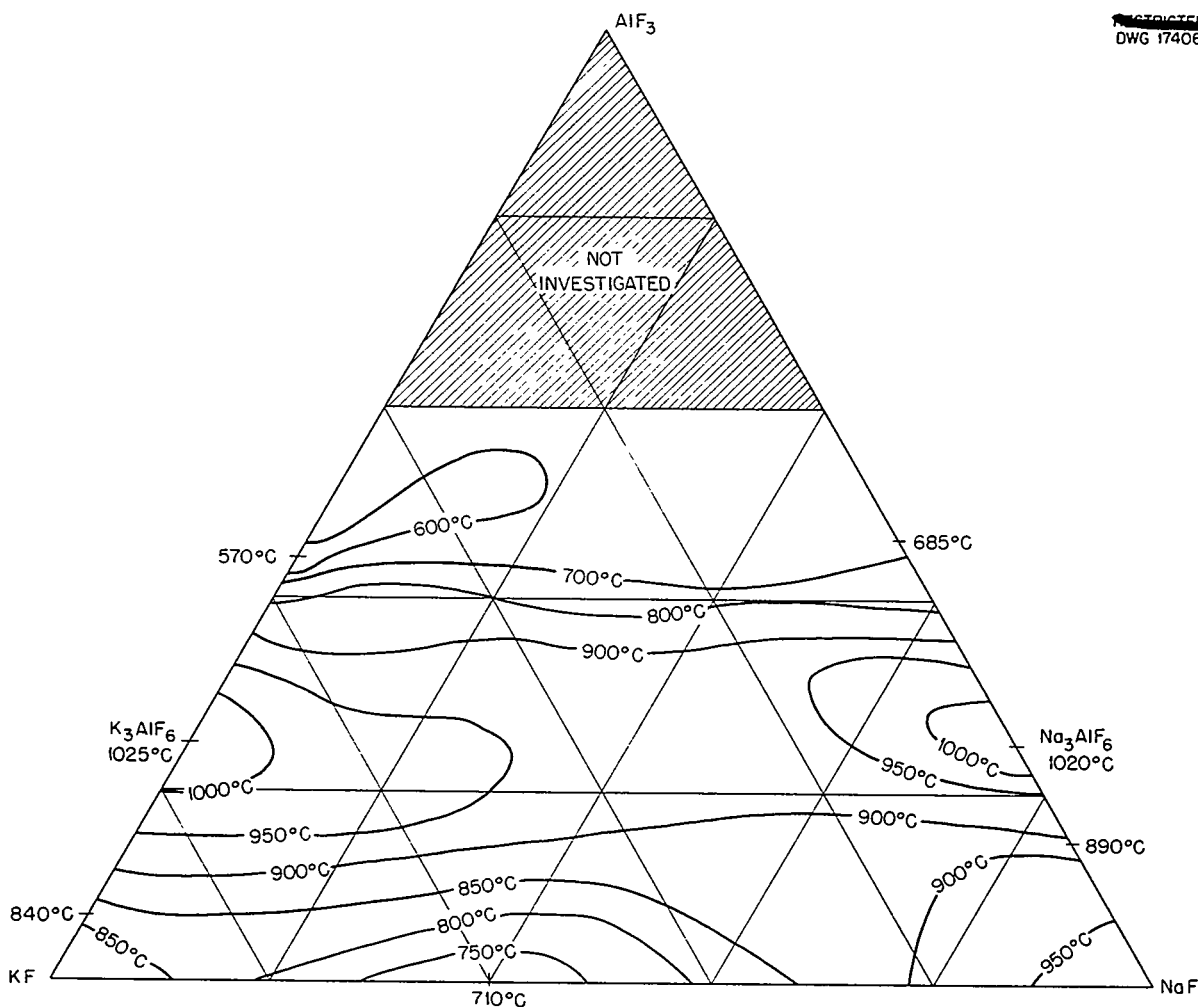 AlF₃
DWG 17406
NOT
INVESTIGATED
600°C
570°C
685°C
700°C
800°C
900°C
K₃AlF₆
1025°C
Na₃AlF₆
1020°C
1000°C
950°C
1000°C
950°C
900°C
900°C
890°C
850°C
900°C
840°C
800°C
850°C
750°C
950°C
KF
710°C
NaF